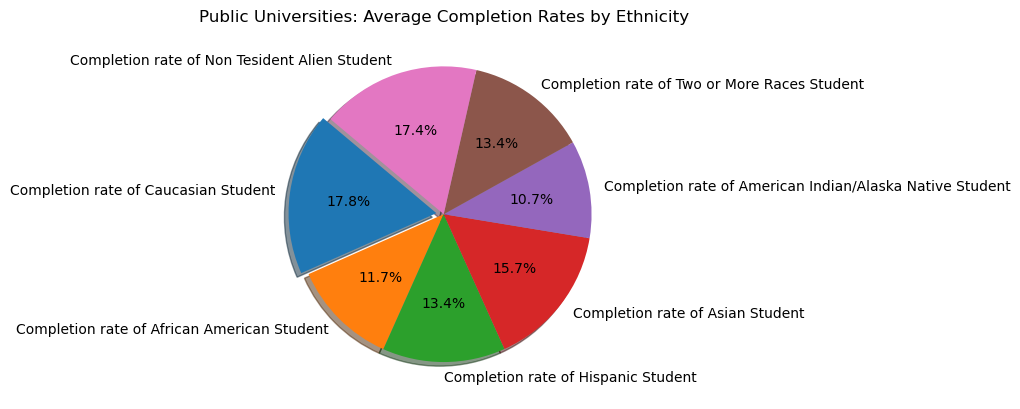 Public Universities: Average Completion Rates by Ethnicity
Completion rate of Non Tesident Alien Student
Completion rate of Two or More Races Student
17.4%
13.4%
Completion rate of Caucasian Student
17.8%
10.7%
Completion rate of American Indian/Alaska Native Student
11.7%
13.4%
15.7%
Completion rate of Asian Student
Completion rate of African American Student
Completion rate of Hispanic Student